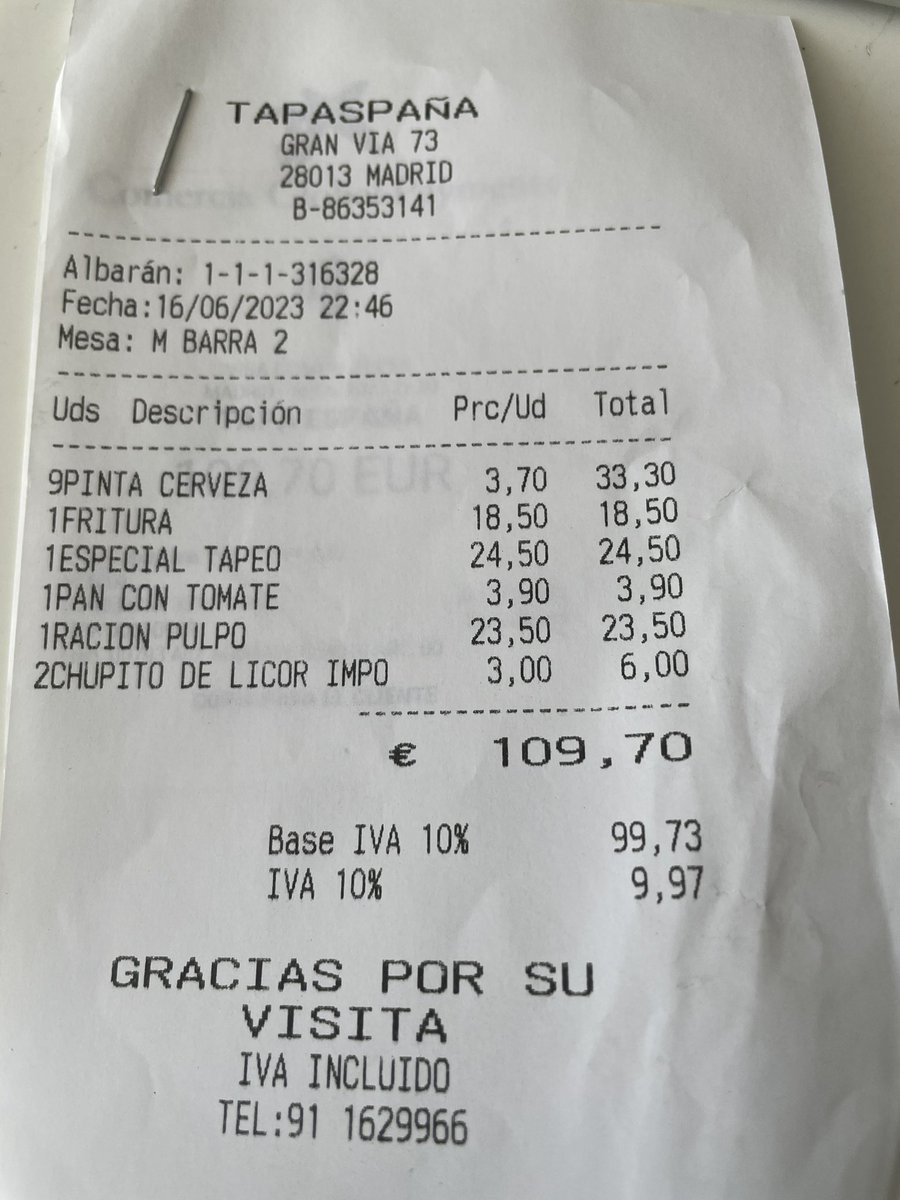 TAPASPAÑA
GRAN VIA 73
28013 MADRID
B-86353141
Albarán: 1-1-1-316328
Fecha:16/06/2023 22:46
Mesa: M BARRA 2
Uds Descripción Prc/Ud Total
9PINTA CERVEZA 3,70 33,30
1FRITURA 18,50 18,50
1ESPECIAL TAPEO 24,50 24,50
1PAN CON TOMATE 3,90 3,90
1RACION PULPO 23,50 23,50
2CHUPITO DE LICOR IMPO 3,00 6,00
€ 109,70
Base IVA 10% 99,73
IVA 10% 9,97
GRACIAS POR SU
VISITA
IVA INCLUIDO
TEL:91 1629966